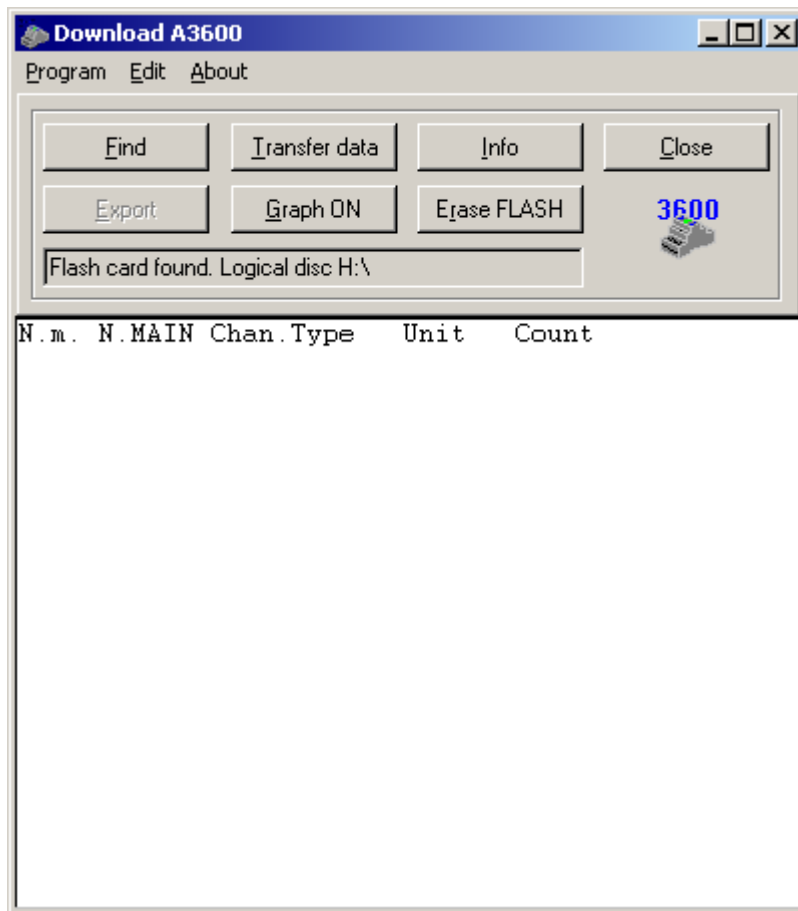 Download A3600
Program Edit About
Find Transfer data Info Close
Export Graph ON Erase FLASH 3600
Flash card found. Logical disc H:\
N.m. N.MAIN Chan.Type Unit Count